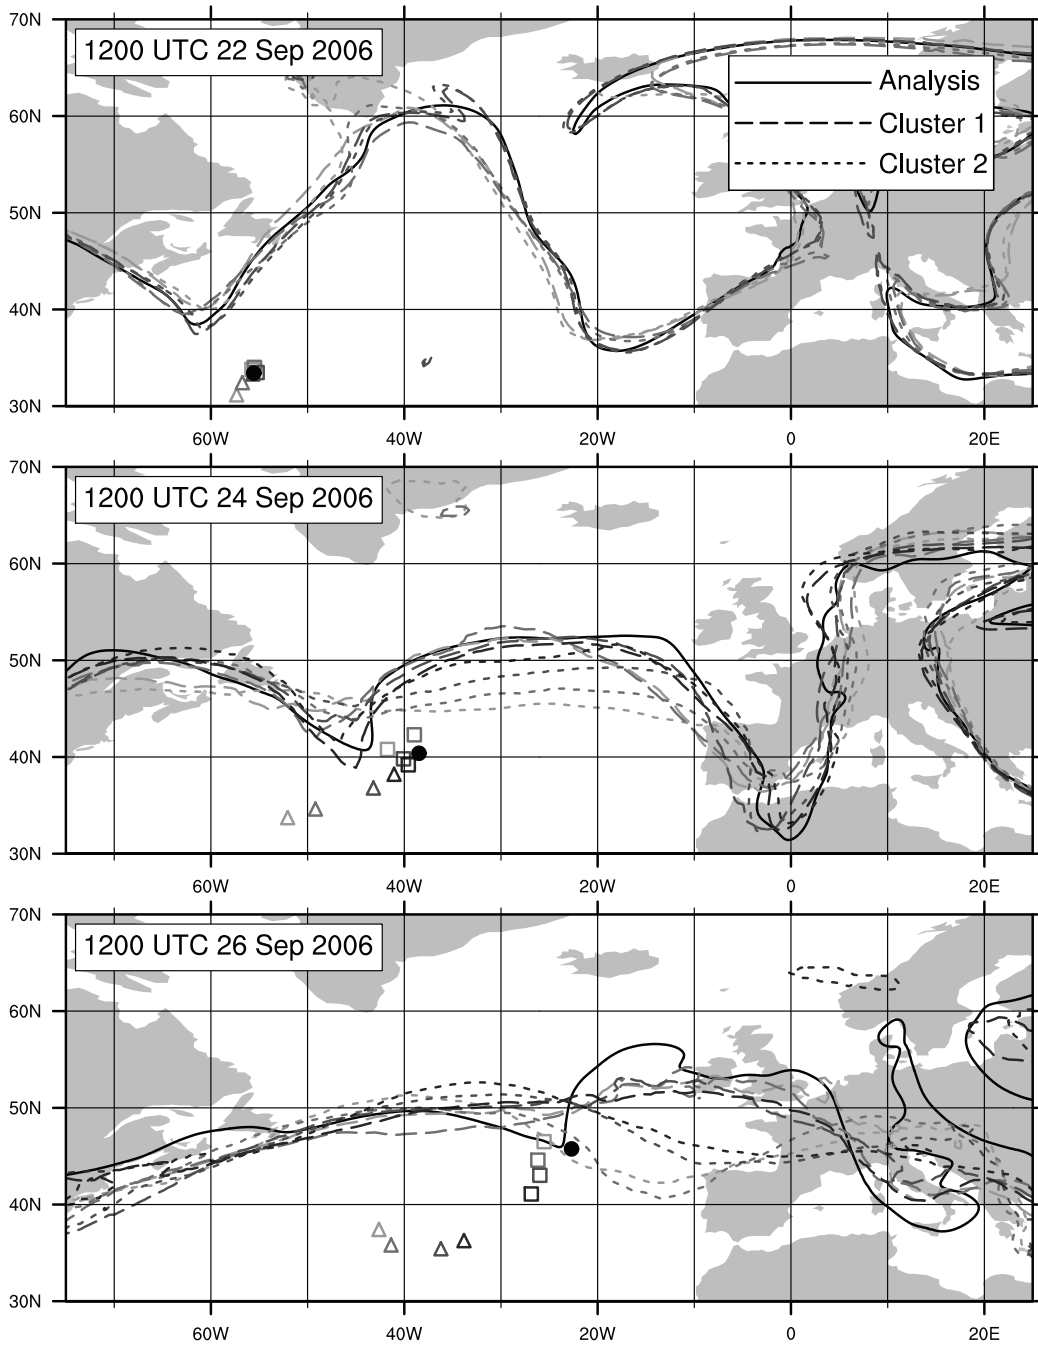 70N
1200 UTC 22 Sep 2006
Analysis
60N
Cluster 1
Cluster 2
50N
40N
30N
60W 40W 20W 0 20E
70N
1200 UTC 24 Sep 2006
60N
50N
40N
30N
60W 40W 20W 0 20E
70N
1200 UTC 26 Sep 2006
60N
50N
40N
30N
60W 40W 20W 0 20E